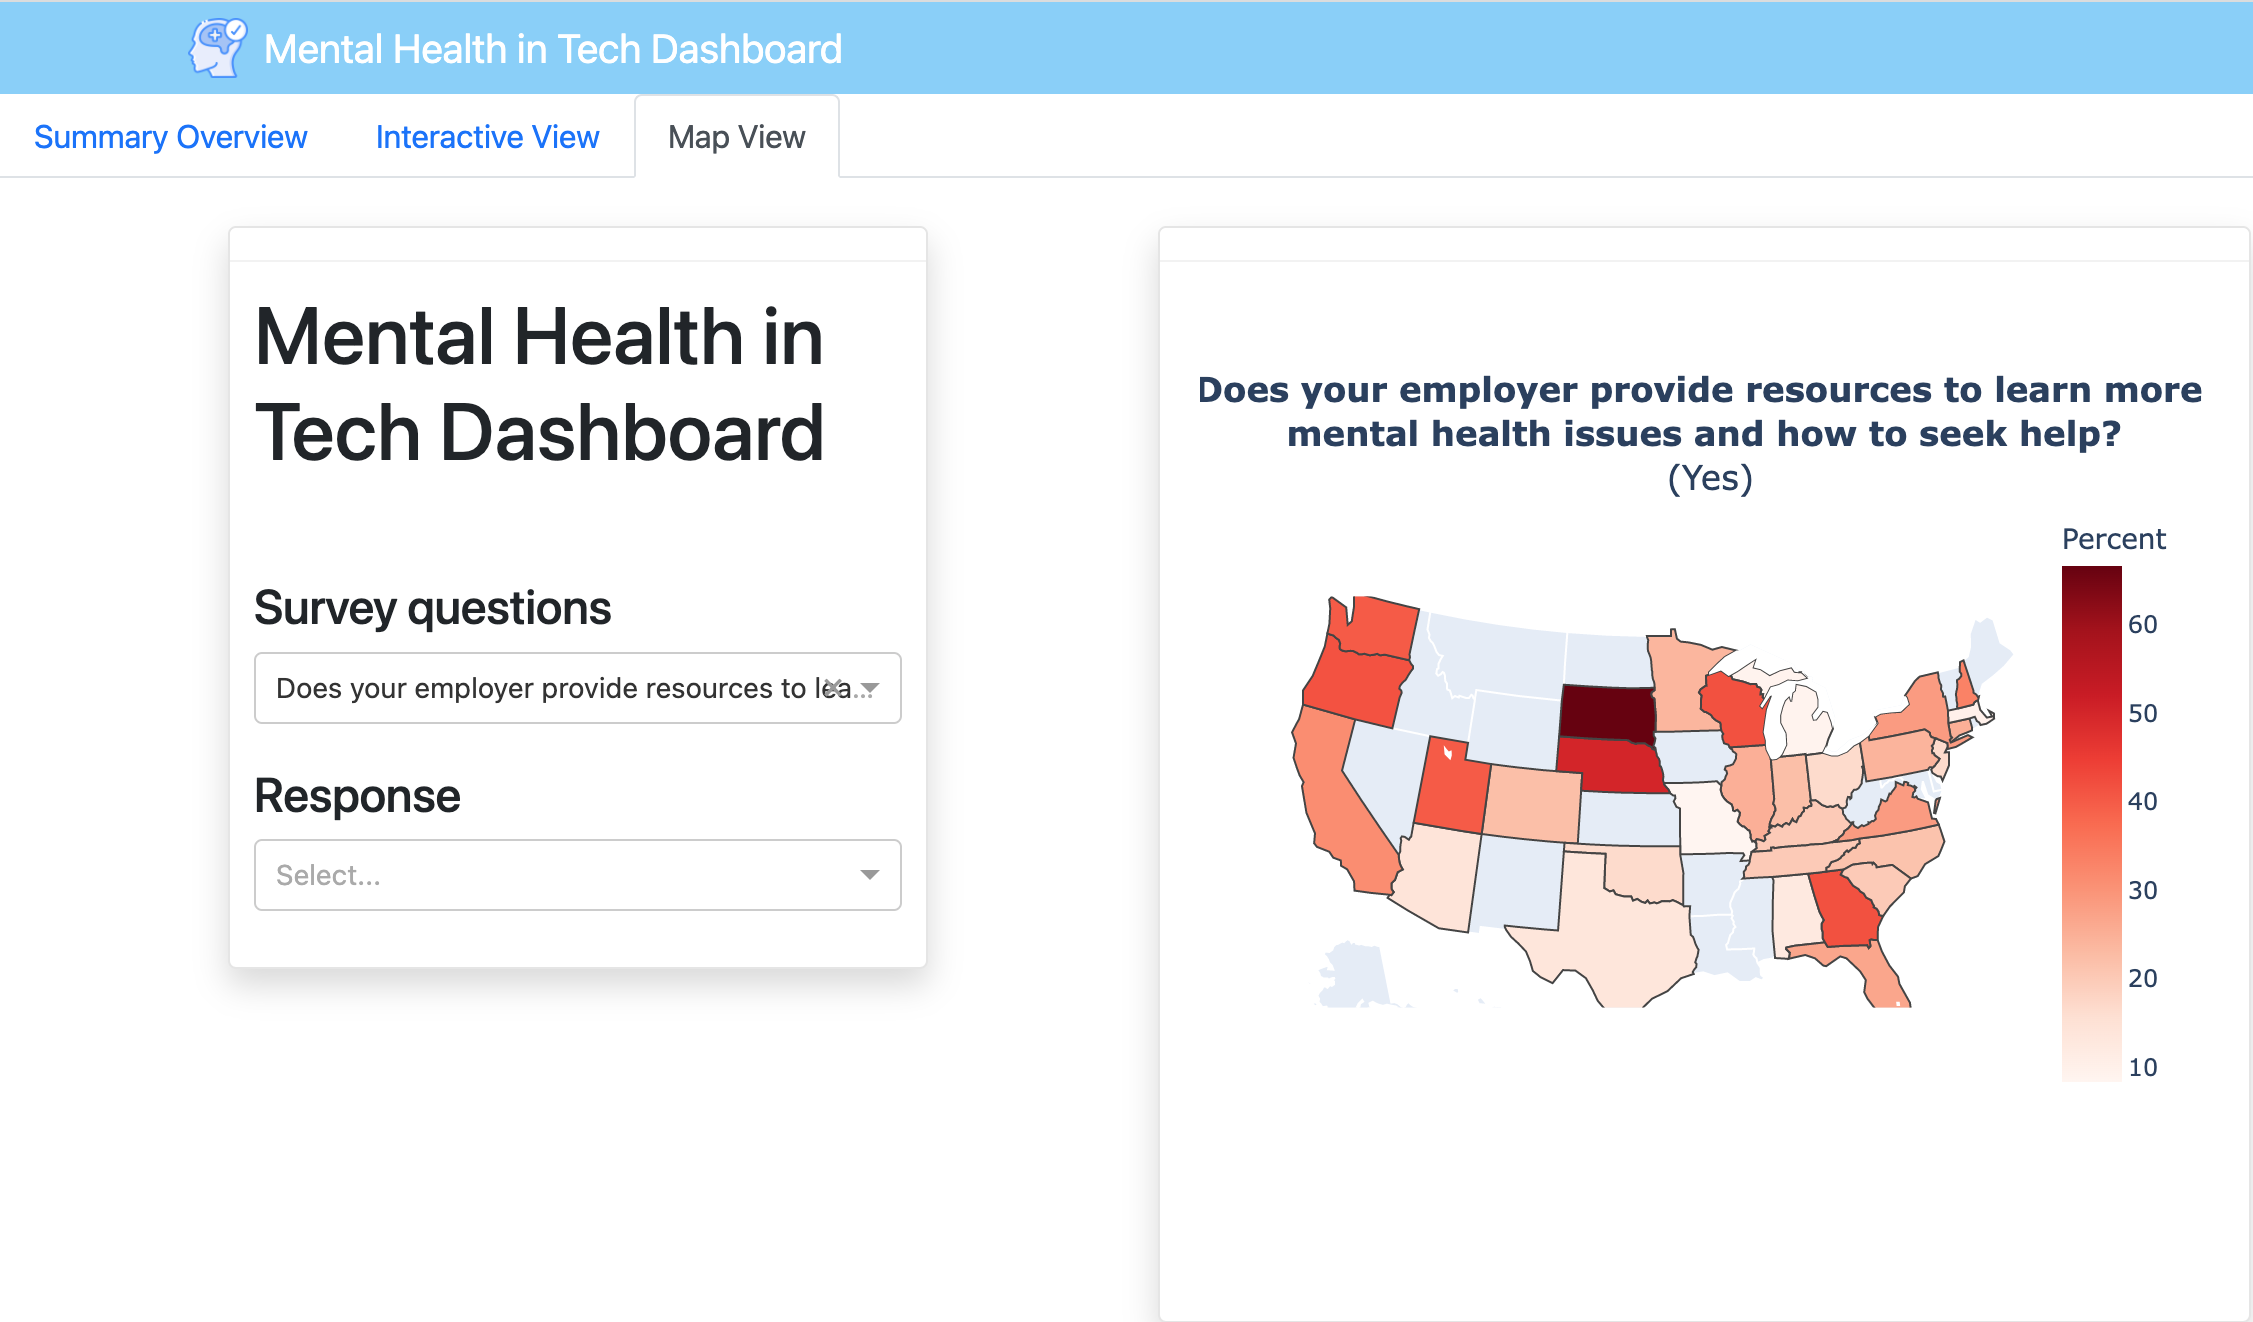 Mental Health in Tech Dashboard
Summary Overview
Interactive View
Map View
Mental Health in
Tech Dashboard
Survey questions
Does your employer provide resources to lea...
Response
Select...
Does your employer provide resources to learn more
mental health issues and how to seek help?
(Yes)
Percent
60
50
40
30
20
10